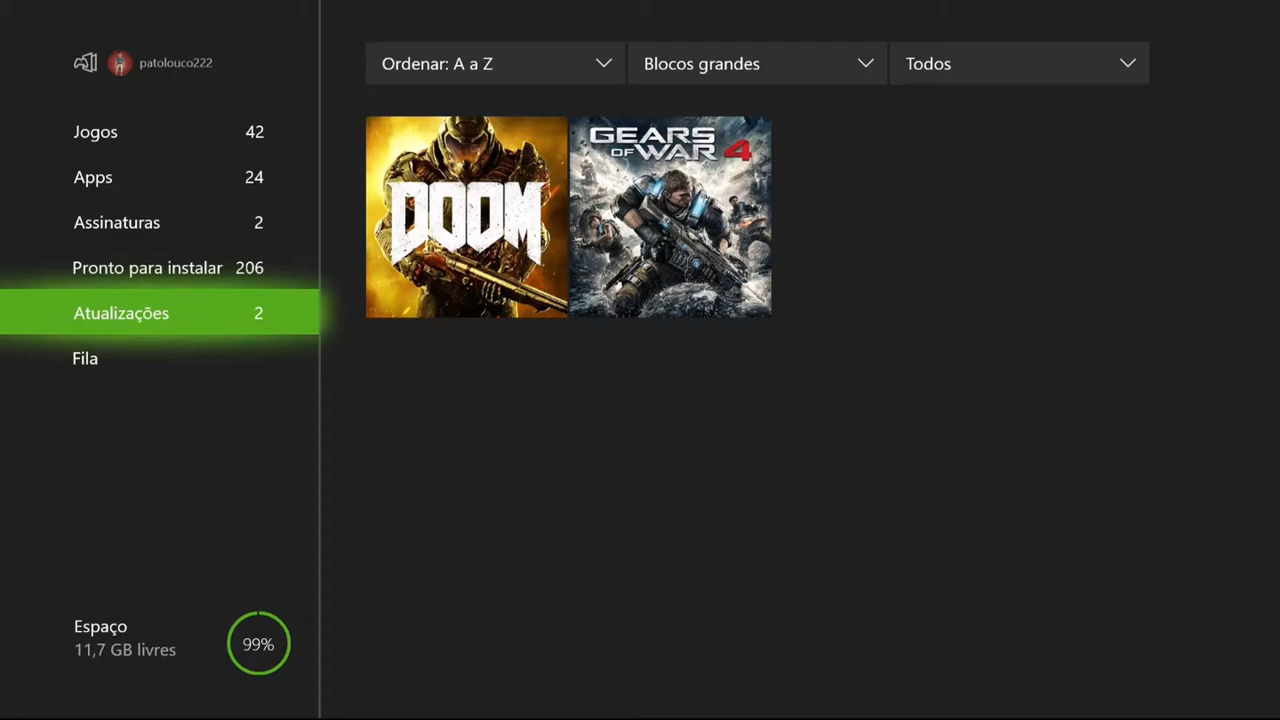 patolouco222
Jogos 42
Apps 24
Assinaturas 2
Pronto para instalar 206
Atualizações 2
Fila
Espaço
11,7 GB livres
99%
Ordenar: A a Z
Blocos grandes
Todos
DOOM
GEARS
OF WAR 4